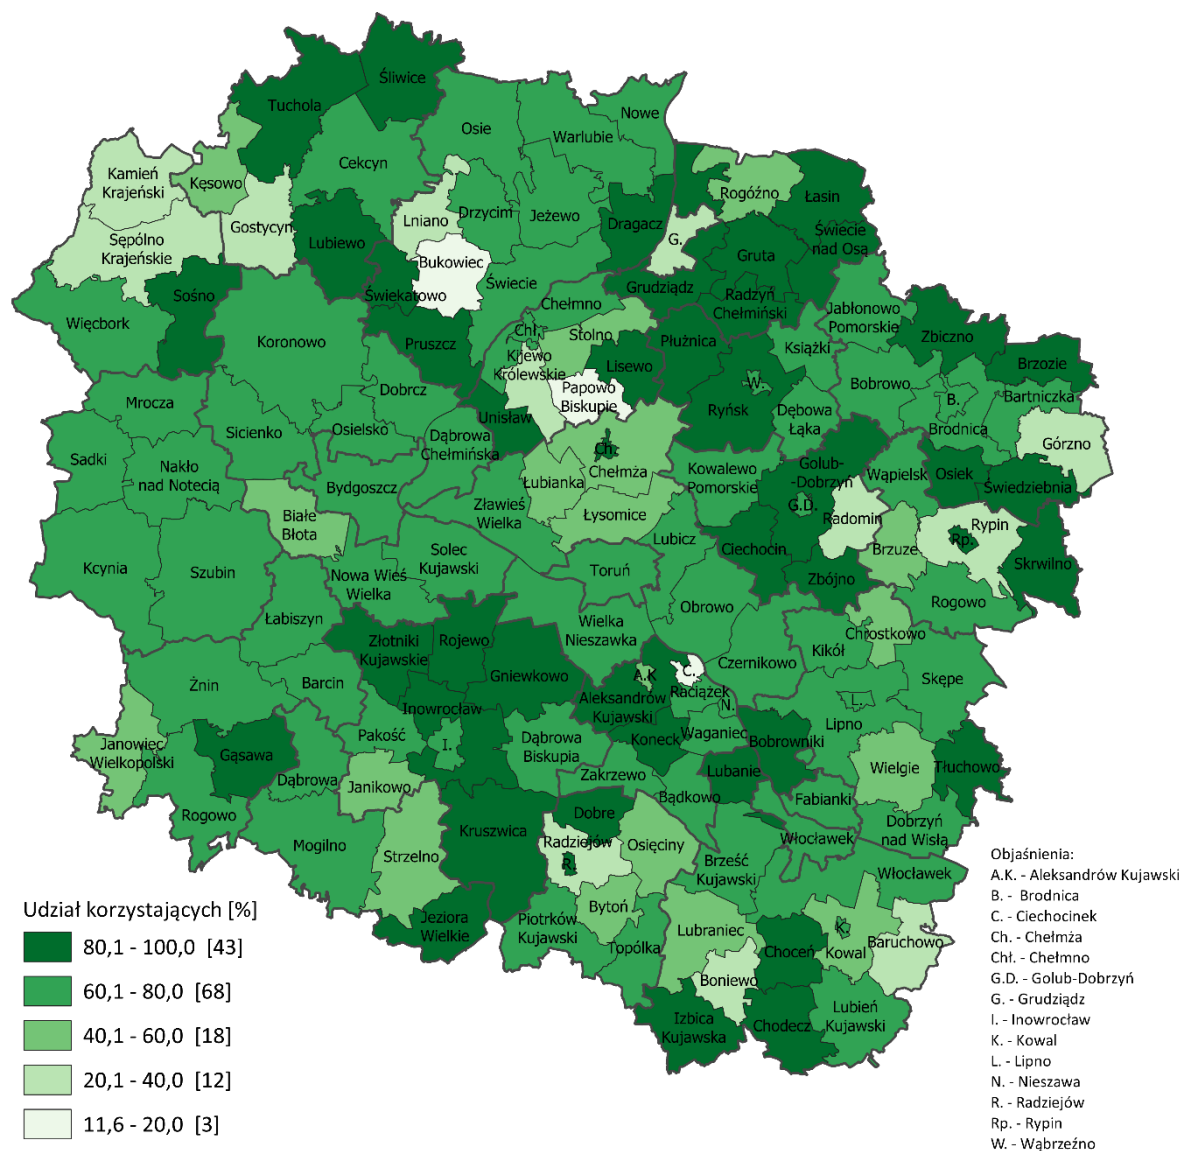 Śliwice
Tuchola
Nowe
Osie
Warlubie
Cekcyn
Kamień
Krajeński
Kęsowo
Rogóźno
Łasin
Lniano
Drzycim
Jeżewo
Dragacz
Gostycyn
Lubiewo
G.
Świecie
nad Osą
Sępólno
Krajeńskie
Gruta
Bukowiec
Świecie
Grudziądz
Radzyń
Chełmiński
Sośno
Świekatowo
Chełmno
Jabłonowo
Pomorskie
Więcbork
Koronowo
Pruszcz
Chł.
Stolno
Płużnica
Książki
Zbiczno
Kijewo
Królewskie
Lisewo
Brzozie
Mrocza
Dobrcz
Papowo
Biskupie
W.
Bobrowo
B.
Bartniczka
Unisław
Ryńsk
Dębowa
Łąka
Brodnicą
Sicienko
Osielsko
Dąbrowa
Chełmińska
Ch.
Górzno
Sadki
Nakło
nad Notecią
Chełmża
Kowalewo
Pomorskie
Golub-
-Dobrzyń
Wąpielsk
Osiek
Świedziebnia
Bydgoszcz
Łubianka
G.D.
Zławieś
Wielka
Łysomice
Radomin
Rypin
Białe
Błota
Rp.
Lubicz
Ciechocin
Brzuze
Solec
Kujawski
Skrwilno
Kcynia
Szubin
Nowa Wieś
Wielka
Toruń
Zbójno
Rogowo
Obrowo
Łabiszyn
Wielka
Nieszawka
Chrostkowo
Złotniki
Kujawskie
Rojewo
Kikół
Czernikowo
Gniewkowo
A.K
C.
Skępe
Żnin
Barcin
Raciążek
Aleksandrów
Kujawski
N.
L.
Inowrocław
Lipno
Pakość
I.
Dąbrowa
Biskupia
Koneck
Waganiec
Bobrowniki
Janowiec
Wielkopolski
Gąsawa
Zakrzewo
Lubanie
Wielgie
Tłuchowo
Dąbrowa
Janikowo
Bądkowo
Fabianki
Rogowo
Dobre
Dobrzyń
nad Wisłą
Kruszwica
Włocławek
Mogilno
Strzelno
Radziejów
Osięciny
R.
Brześć
Kujawski
Włocławek
Bytoń
Jeziora
Wielkie
Piotrków
Kujawski
Lubraniec
K.
Topólka
Choceń
Kowal
Baruchowo
Boniewo
Izbica
Kujawska
Chodecz
Lubień
Kujawski
Udział korzystających [%]
80,1 - 100,0 [43]
60,1 - 80,0 [68]
40,1 - 60,0 [18]
20,1 - 40,0 [12]
11,6 - 20,0 [3]
Objaśnienia:
A.K. - Aleksandrów Kujawski
B. - Brodnica
C. - Ciechocinek
Ch. - Chełmża
Chł. - Chełmno
G.D. - Golub-Dobrzyń
G. - Grudziądz
I. - Inowrocław
K. - Kowal
L. - Lipno
N. - Nieszawa
R. - Radziejów
Rp. - Rypin
W. - Wąbrzeźno